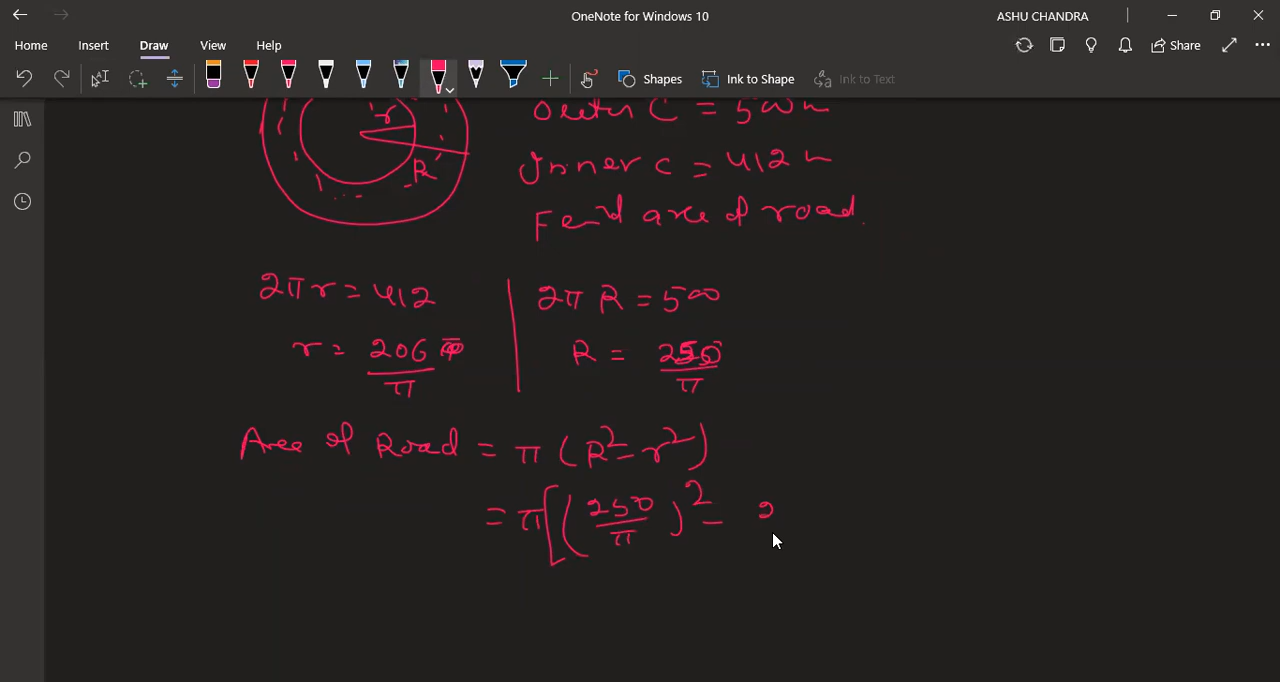 OneNote for Windows 10
ASHU CHANDRA
Home Insert Draw View Help
Share
Shapes Ink to Shape Ink to Text
r
R
Outer C = 500 m
Inner C = 412 m
Find area of road.
2πr = 412
2πR = 500
r = 206/π
R = 250/π
Area of Road = π (R² - r²)
= π[(250/π)² - 2